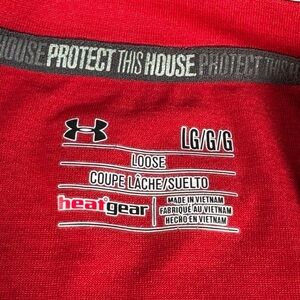 HOUSE PROTECT THIS HOUSE. PROTECT THIS
LG/G/G
LOOSE
COUPE LÂCHE/SUELTO
heatgear
MADE IN VIETNAM
FABRIQUÉ AU VIETNAM
HECHO EN VIETNAM